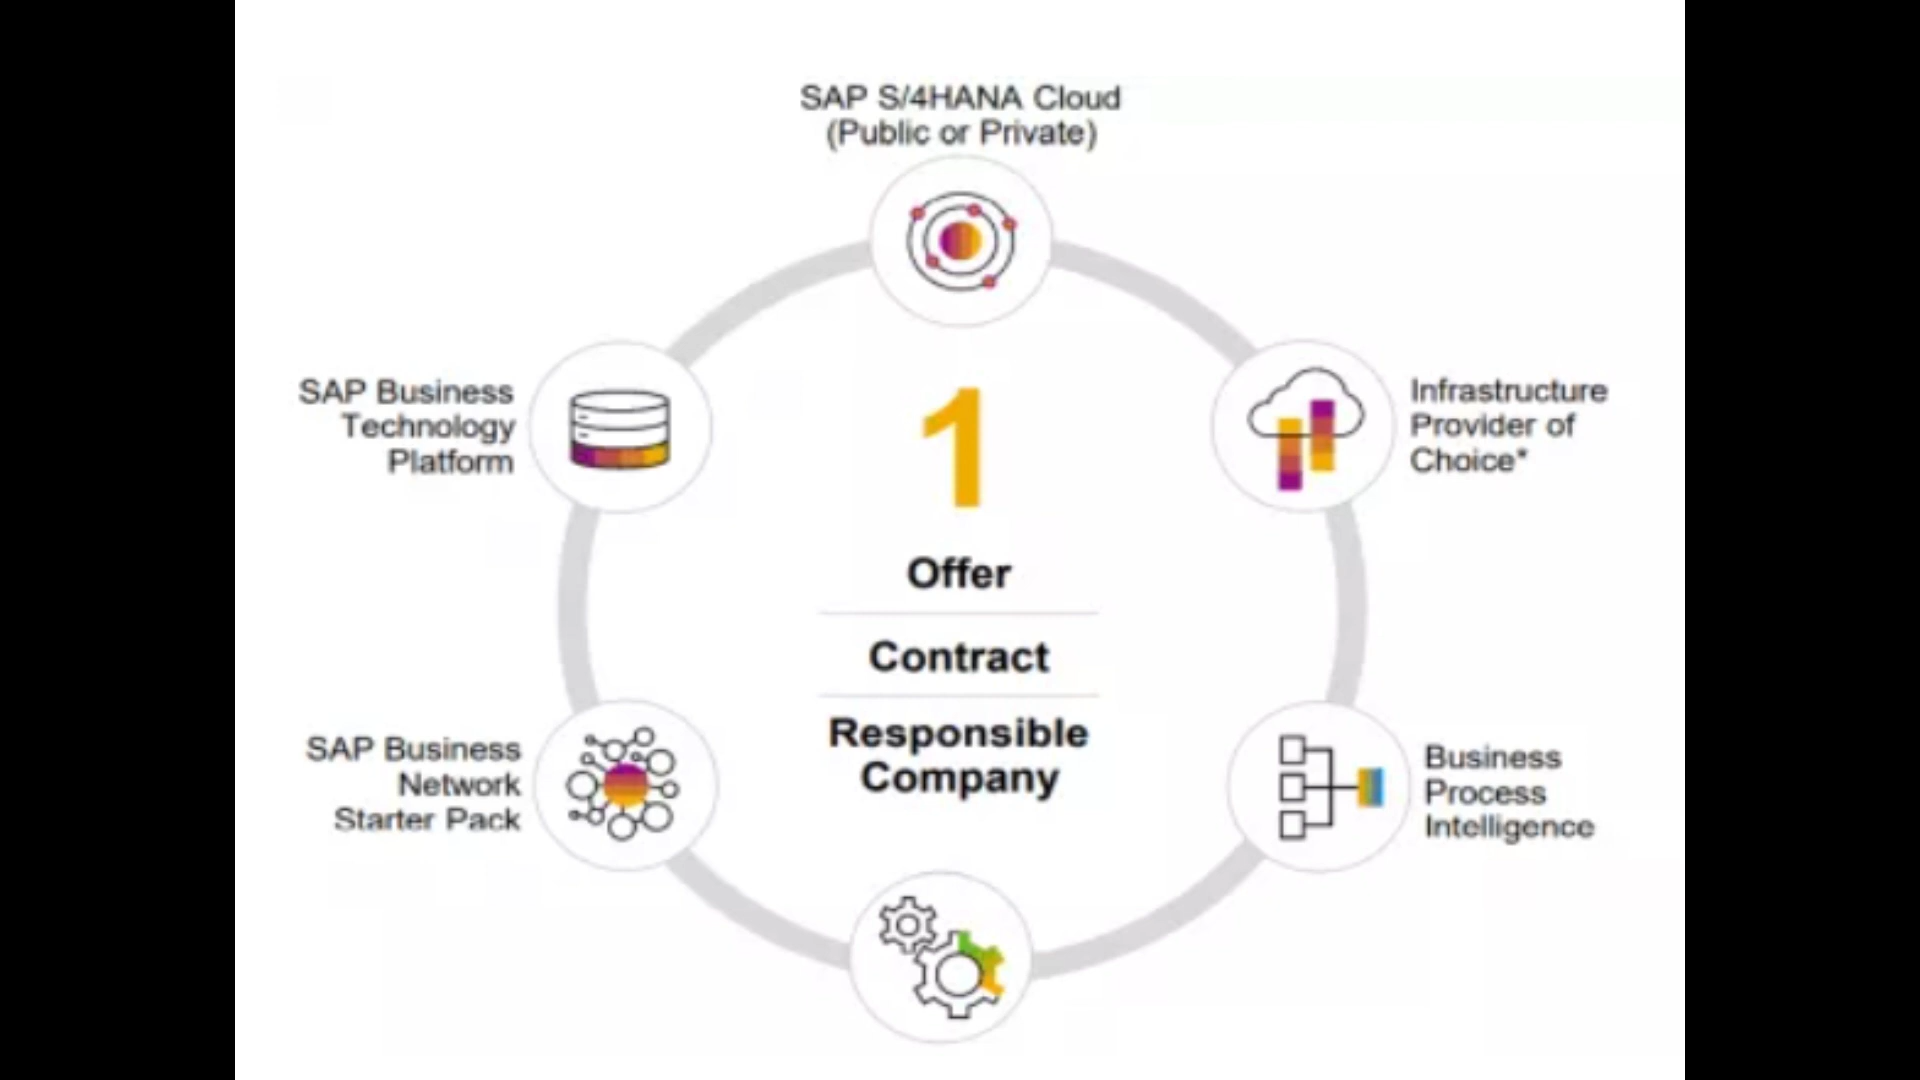 SAP S/4HANA Cloud
(Public or Private)
SAP Business
Technology
Platform
Infrastructure
Provider of
Choice*
1
Offer
Contract
Responsible
Company
SAP Business
Network
Starter Pack
Business
Process
Intelligence